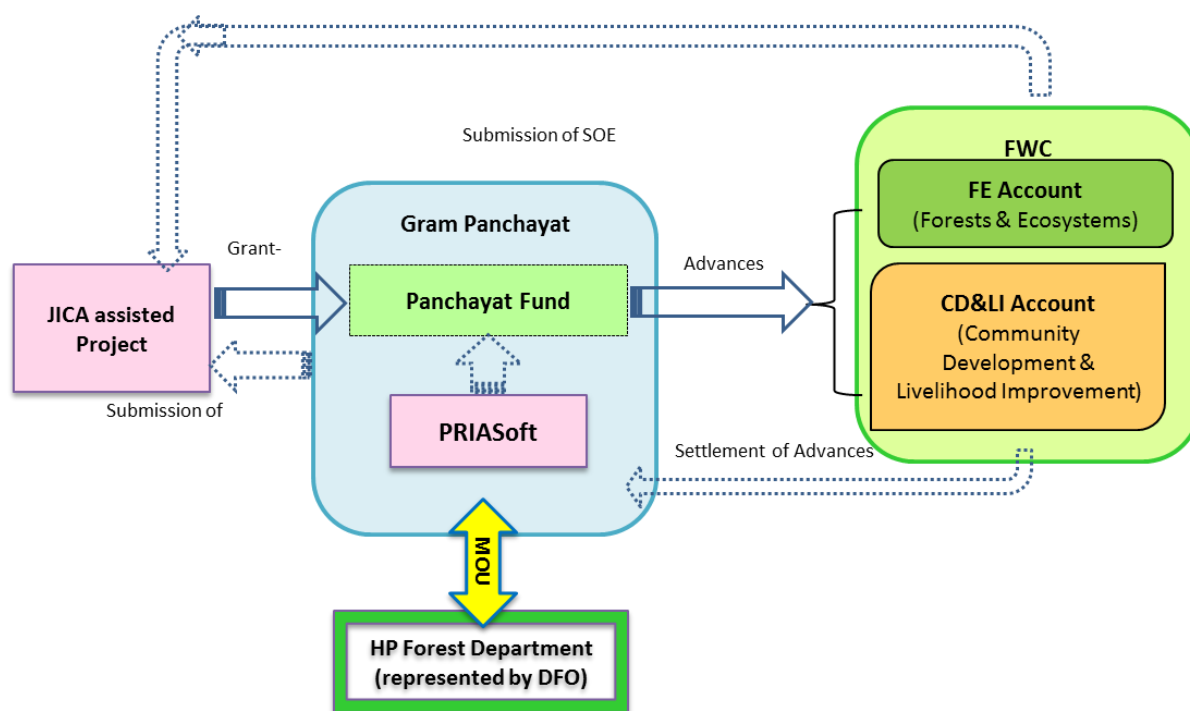 Submission of SOE
FWC
FE Account
(Forests & Ecosystems)
Gram Panchayat
Grant-
Advances
Panchayat Fund
JICA assisted
Project
CD&LI Account
(Community
Development &
Livelihood Improvement)
Submission of
PRIASoft
Settlement of Advances
MOU
HP Forest Department
(represented by DFO)